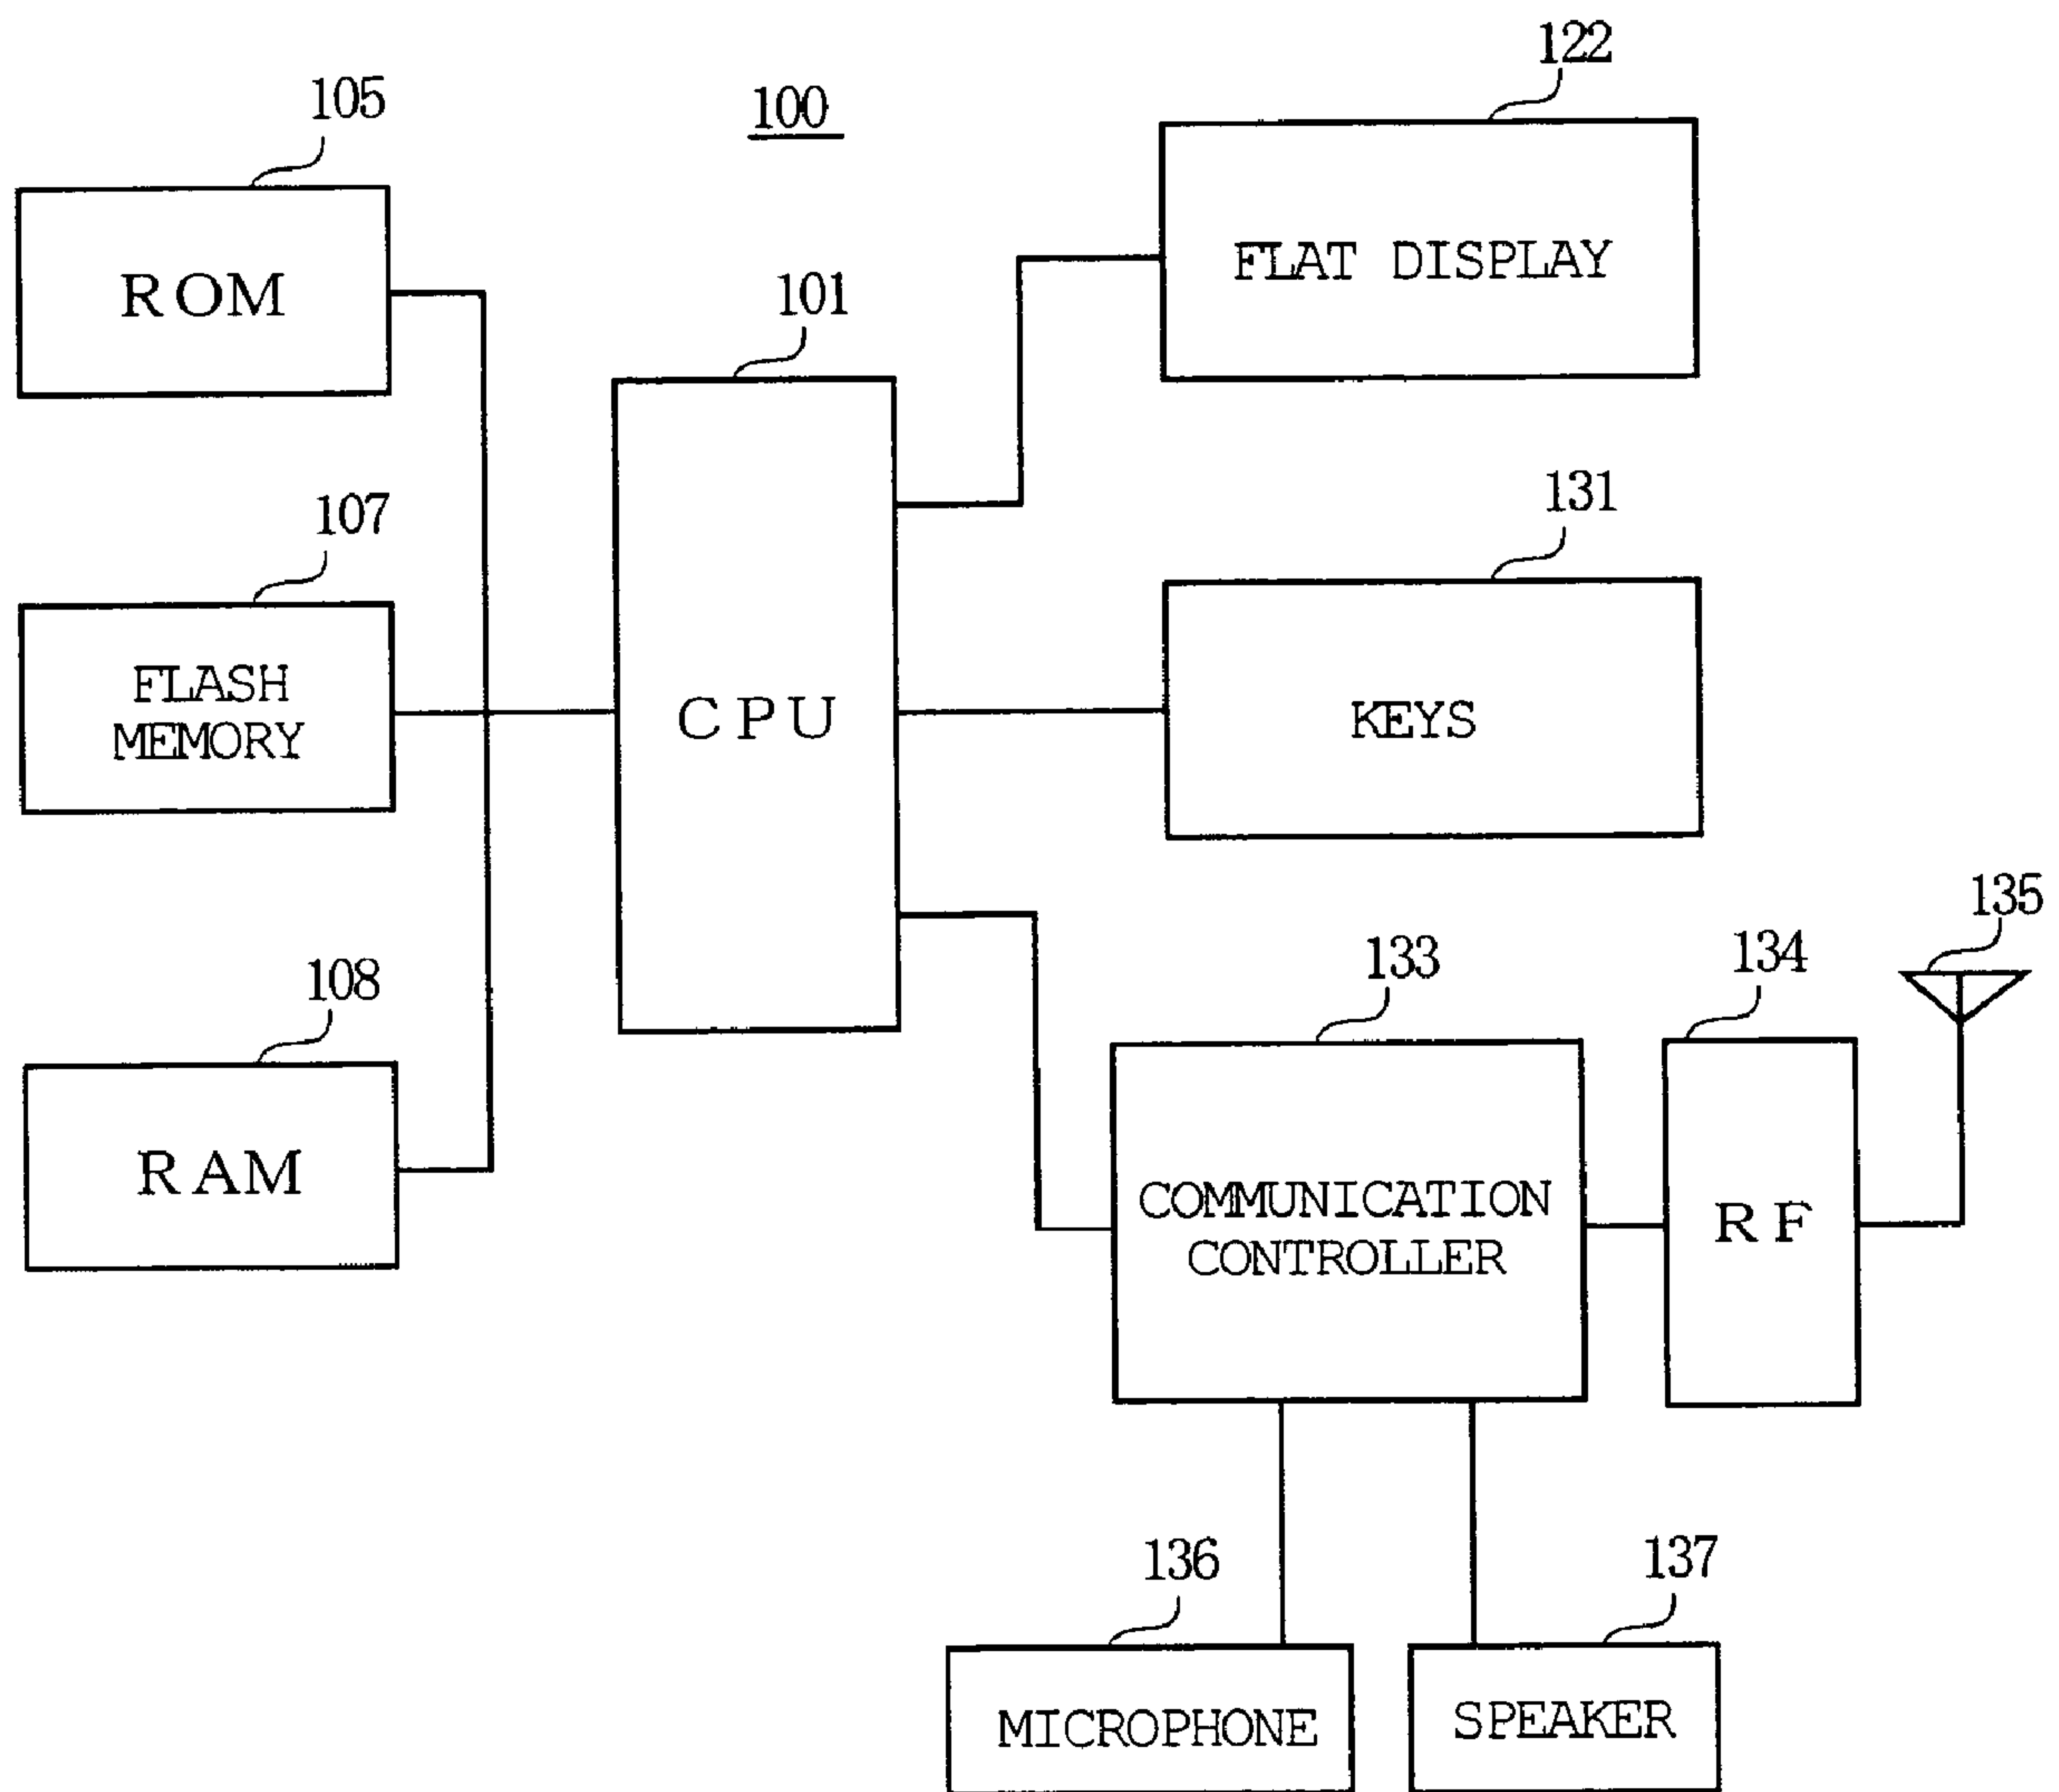 122
105
100
ROM
FLAT DISPLAY
101
107
131
FLASH
MEMORY
CPU
KEYS
108
133
134
135
RAM
COMMUNICATION
CONTROLLER
RF
136
137
MICROPHONE
SPEAKER